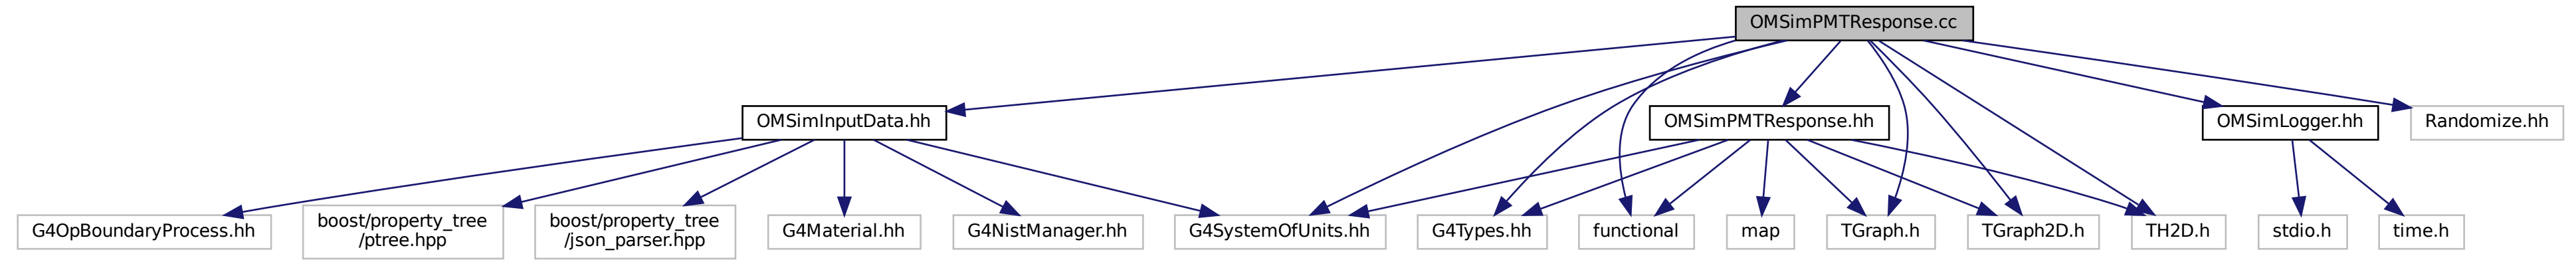 OMSimPMTResponse.cc
OMSimInputData.hh
OMSimPMTResponse.hh
OMSimLogger.hh
Randomize.hh
G4OpBoundaryProcess.hh
boost/property_tree
/ptree.hpp
boost/property_tree
/json_parser.hpp
G4Material.hh
G4NistManager.hh
G4SystemOfUnits.hh
G4Types.hh
functional
map
TGraph.h
TGraph2D.h
TH2D.h
stdio.h
time.h